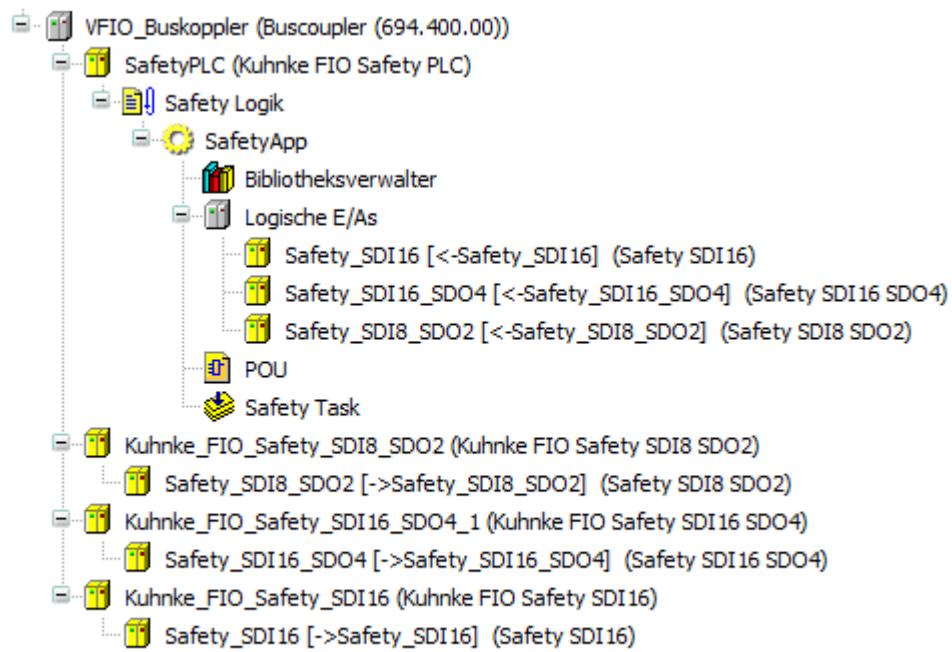 VFIO_Buskoppler (Buscoupler (694.400.00))
SafetyPLC (Kuhnke FIO Safety PLC)
Safety Logik
SafetyApp
Bibliotheksverwalter
Logische E/As
Safety_SDI16 [<-Safety_SDI16] (Safety SDI16)
Safety_SDI16_SDO4 [<-Safety_SDI16_SDO4] (Safety SDI16 SDO4)
Safety_SDI8_SDO2 [<-Safety_SDI8_SDO2] (Safety SDI8 SDO2)
POU
Safety Task
Kuhnke_FIO_Safety_SDI8_SDO2 (Kuhnke FIO Safety SDI8 SDO2)
Safety_SDI8_SDO2 [->Safety_SDI8_SDO2] (Safety SDI8 SDO2)
Kuhnke_FIO_Safety_SDI16_SDO4_1 (Kuhnke FIO Safety SDI16 SDO4)
Safety_SDI16_SDO4 [->Safety_SDI16_SDO4] (Safety SDI16 SDO4)
Kuhnke_FIO_Safety_SDI16 (Kuhnke FIO Safety SDI16)
Safety_SDI16 [->Safety_SDI16] (Safety SDI16)